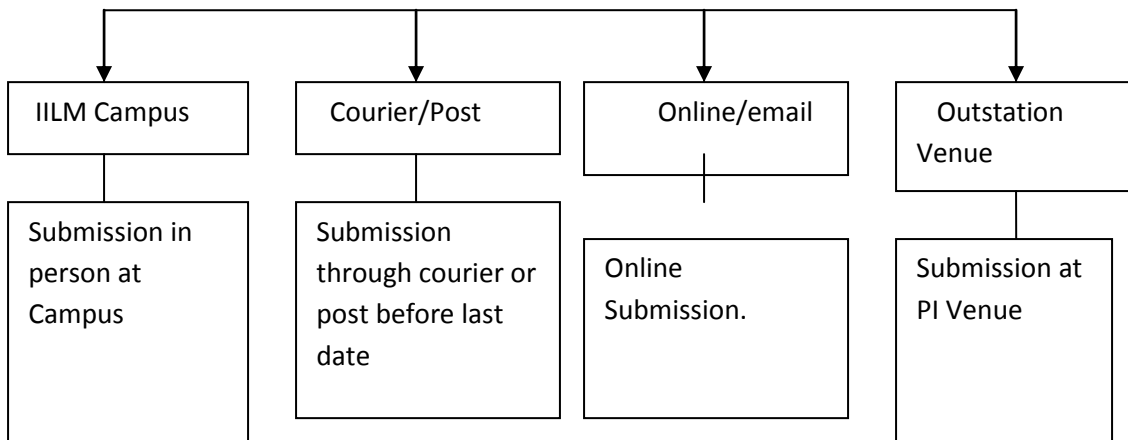 IILM Campus
Courier/Post
Online/email
Outstation
Venue
Submission in
person at
Campus
Submission
through courier or
post before last
date
Online
Submission.
Submission at
PI Venue